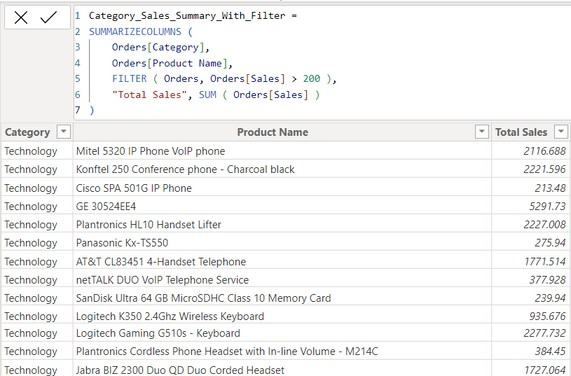 1 Category_Sales_Summary_With_Filter =
2 SUMMARIZECOLUMNS (
3 Orders[Category],
4 Orders[Product Name],
5 FILTER ( Orders, Orders[Sales] > 200 ),
6 "Total Sales", SUM ( Orders[Sales] )
7 )
Category Product Name Total Sales
Technology Mitel 5320 IP Phone VoIP phone 2116.688
Technology Konftel 250 Conference phone - Charcoal black 2221.596
Technology Cisco SPA 501G IP Phone 213.48
Technology GE 30524EE4 5291.73
Technology Plantronics HL10 Handset Lifter 2227.008
Technology Panasonic Kx-TS550 275.94
Technology AT&T CL83451 4-Handset Telephone 1771.514
Technology netTALK DUO VoIP Telephone Service 377.928
Technology SanDisk Ultra 64 GB MicroSDHC Class 10 Memory Card 239.94
Technology Logitech K350 2.4Ghz Wireless Keyboard 935.676
Technology Logitech Gaming G510s - Keyboard 2277.732
Technology Plantronics Cordless Phone Headset with In-line Volume - M214C 384.45
Technology Jabra BIZ 2300 Duo QD Duo Corded Headset 1727.064